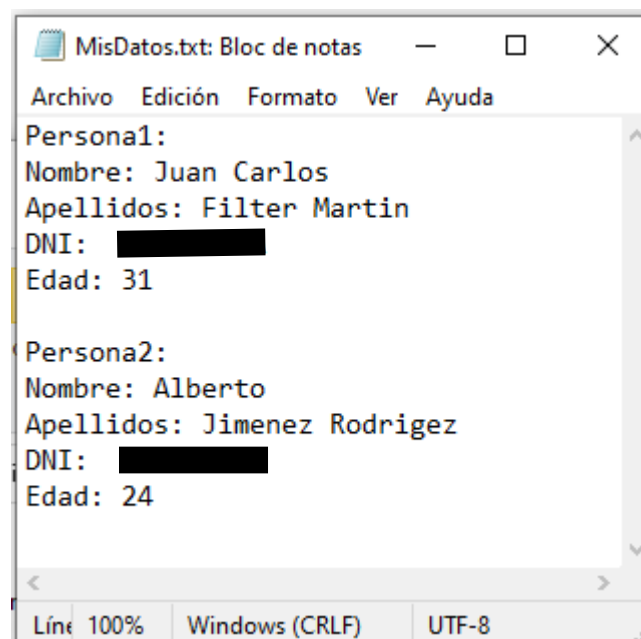 MisDatos.txt: Bloc de notas
Archivo Edición Formato Ver Ayuda
Persona1:
Nombre: Juan Carlos
Apellidos: Filter Martin
DNI:
Edad: 31
Persona2:
Nombre: Alberto
Apellidos: Jimenez Rodrigez
DNI:
Edad: 24
100% Windows (CRLF) UTF-8